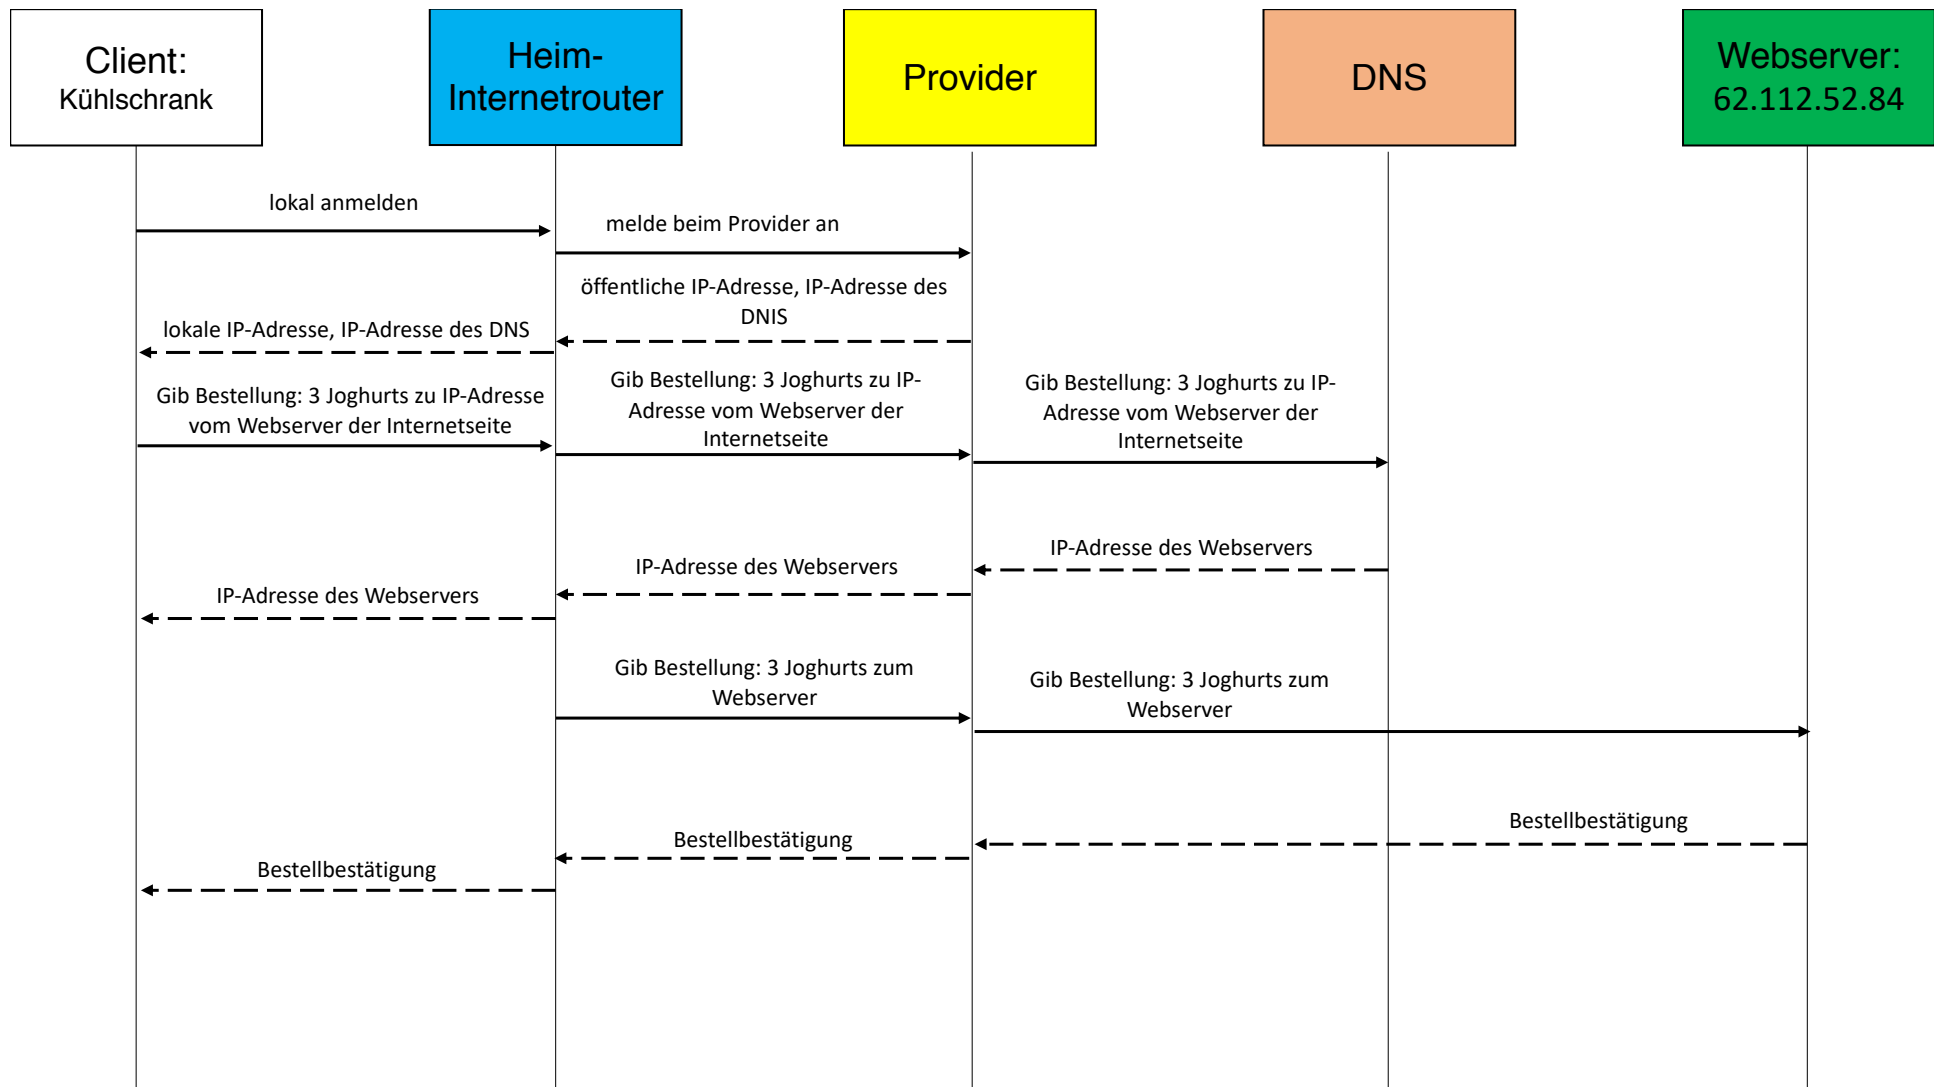 Client:
Kühlschrank
Heim-
Internetrouter
Provider
DNS
Webserver:
62.112.52.84
lokal anmelden
melde beim Provider an
öffentliche IP-Adresse, IP-Adresse des
DNIS
lokale IP-Adresse, IP-Adresse des DNS
Gib Bestellung: 3 Joghurts zu IP-Adresse
vom Webserver der Internetseite
Gib Bestellung: 3 Joghurts zu IP-
Adresse vom Webserver der
Internetseite
Gib Bestellung: 3 Joghurts zu IP-
Adresse vom Webserver der
Internetseite
IP-Adresse des Webservers
IP-Adresse des Webservers
IP-Adresse des Webservers
Gib Bestellung: 3 Joghurts zum
Webserver
Gib Bestellung: 3 Joghurts zum
Webserver
Bestellbestätigung
Bestellbestätigung
Bestellbestätigung